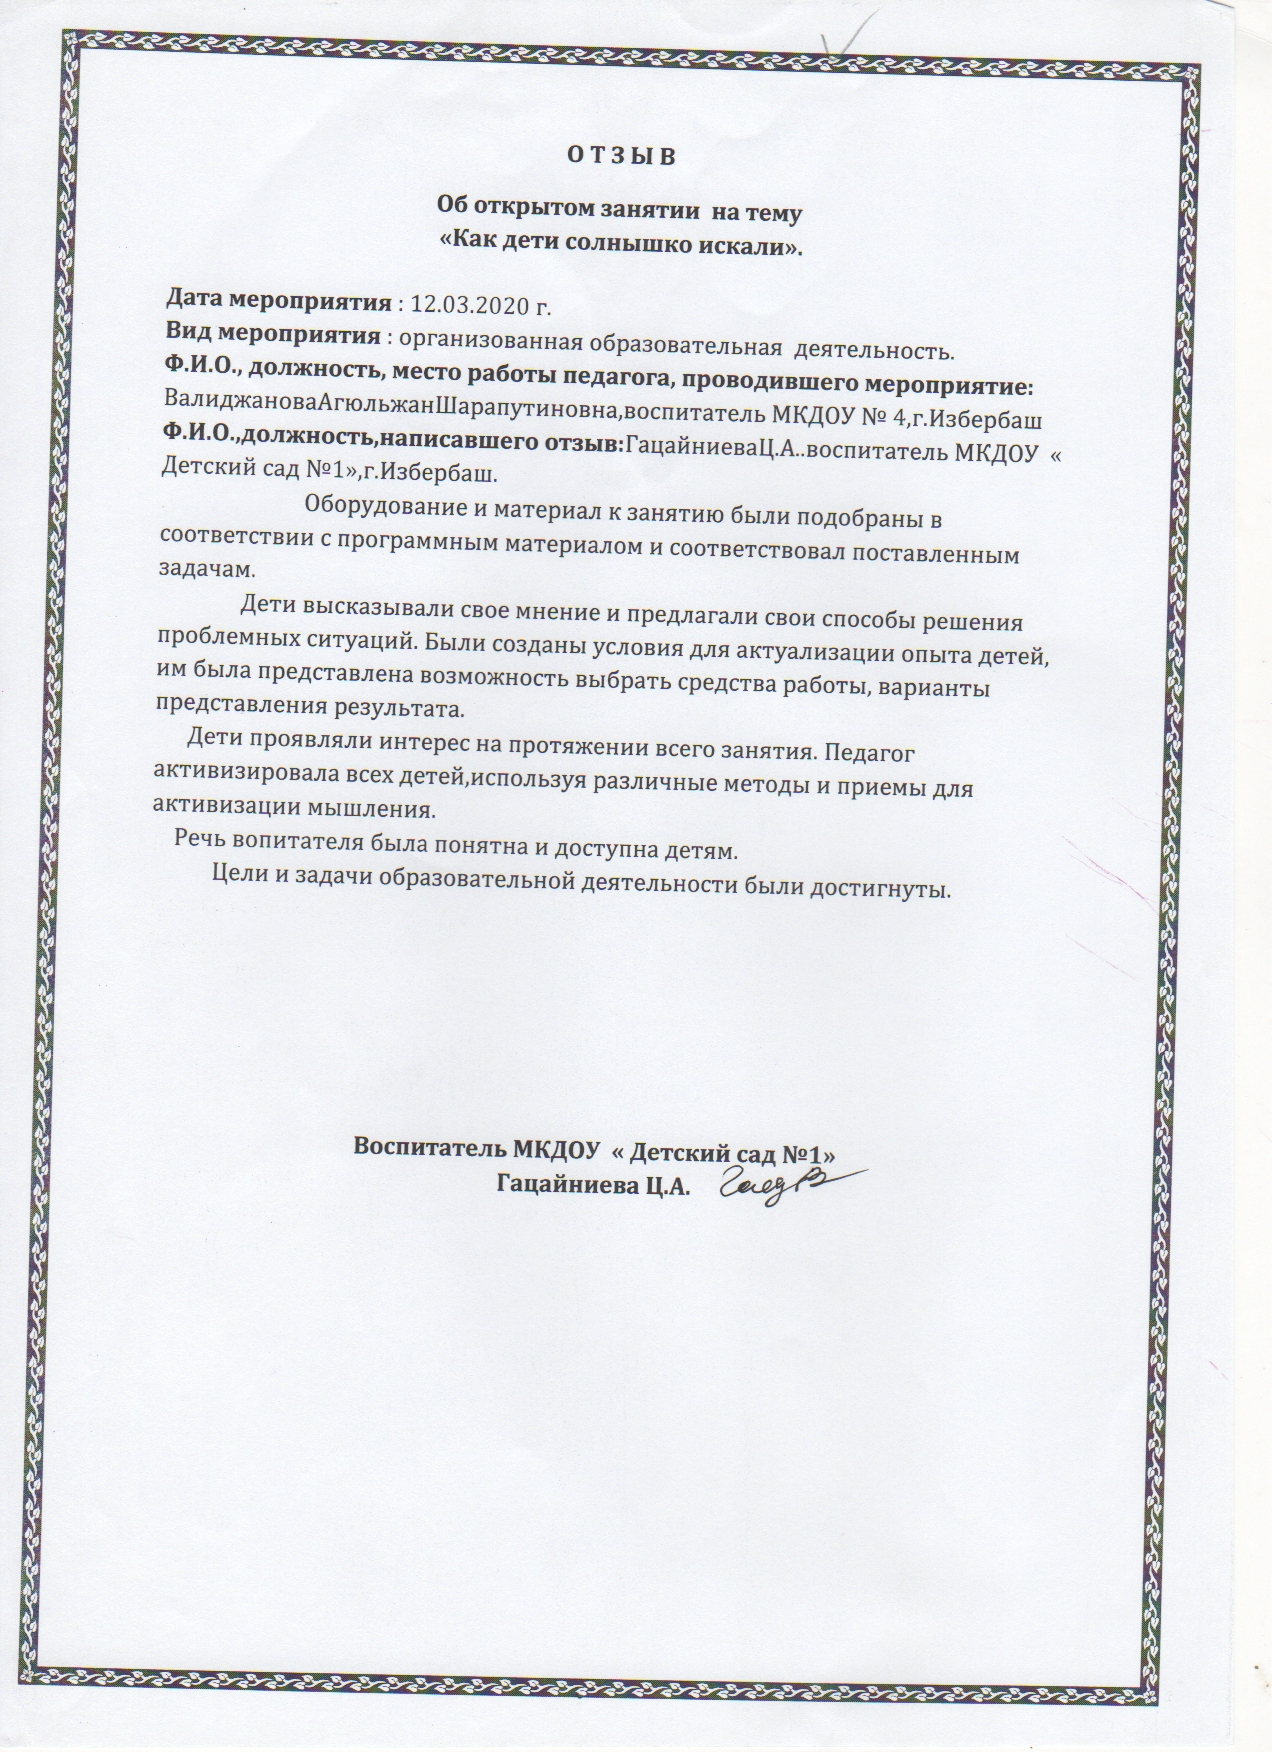 О Т З Ы В
Об открытом занятии на тему
«Как дети солнышко искали».
Дата мероприятия : 12.03.2020 г.
Вид мероприятия : организованная образовательная деятельность.
Ф.И.О., должность, место работы педагога, проводившего мероприятие:
ВалиджановаАгюльжанШарапутиновна,воспитатель МКДОУ № 4,г.Избербаш
Ф.И.О.,должность,написавшего отзыв:ГацайниеваЦ.А..воспитатель МКДОУ «
Детский сад №1»,г.Избербаш.
Оборудование и материал к занятию были подобраны в
соответствии с программным материалом и соответствовал поставленным
задачам.
Дети высказывали свое мнение и предлагали свои способы решения
проблемных ситуаций. Были созданы условия для актуализации опыта детей,
им была представлена возможность выбрать средства работы, варианты
представления результата.
Дети проявляли интерес на протяжении всего занятия. Педагог
активизировала всех детей,используя различные методы и приемы для
активизации мышления.
Речь вопитателя была понятна и доступна детям.
Цели и задачи образовательной деятельности были достигнуты.
Воспитатель МКДОУ « Детский сад №1»
Гацайниева Ц.А.